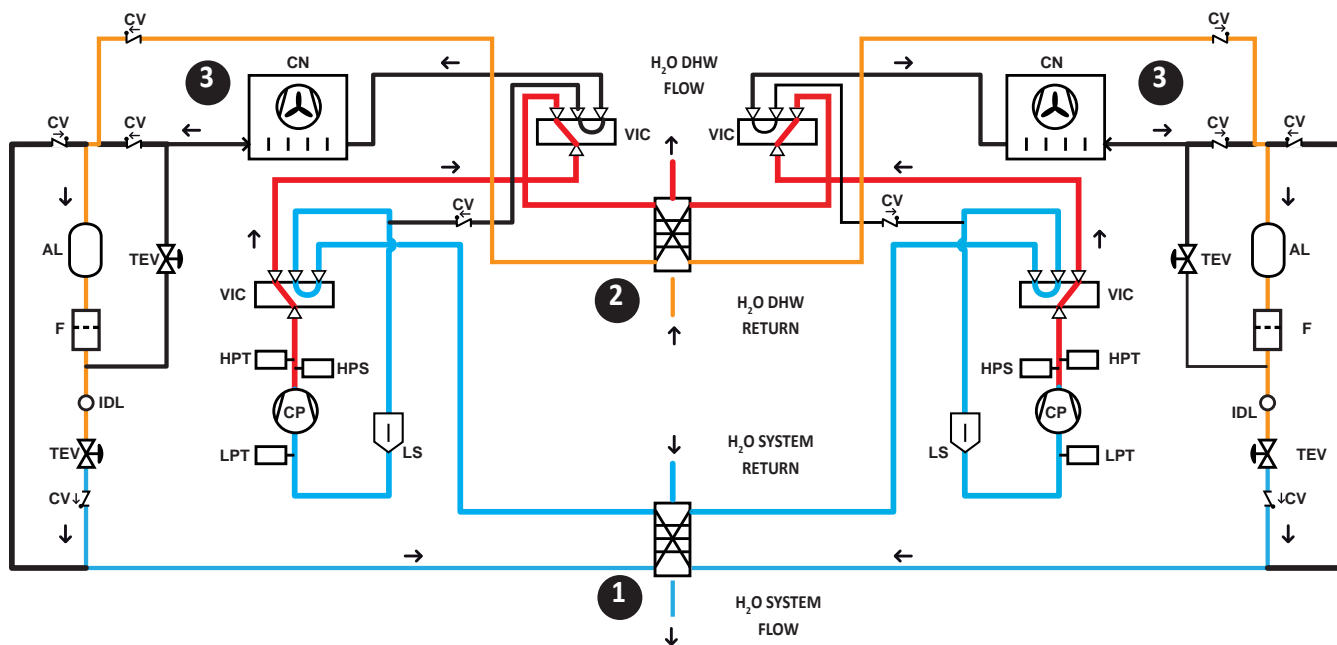 CV
CV
3
CN
H₂O DHW
FLOW
CN
3
CV
CV
VIC
VIC
CV
CV
CV
CV
AL
TEV
TEV
AL
VIC
2
H₂O DHW
RETURN
VIC
F
F
HPT
HPS
HPS
HPT
IDL
CP
CP
IDL
TEV
LPT
LS
H₂O SYSTEM
RETURN
LS
LPT
TEV
CV
CV
1
H₂O SYSTEM
FLOW